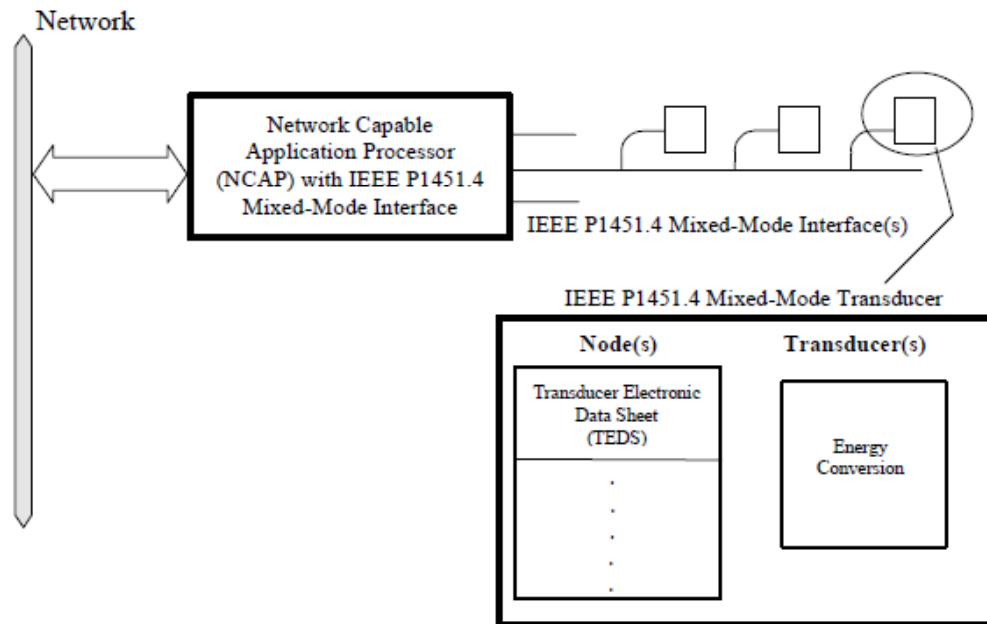 Network
Network Capable
Application Processor
(NCAP) with IEEE P1451.4
Mixed-Mode Interface
IEEE P1451.4 Mixed-Mode Interface(s)
IEEE P1451.4 Mixed-Mode Transducer
Node(s)
Transducer(s)
Transducer Electronic
Data Sheet
(TEDS)
Energy
Conversion